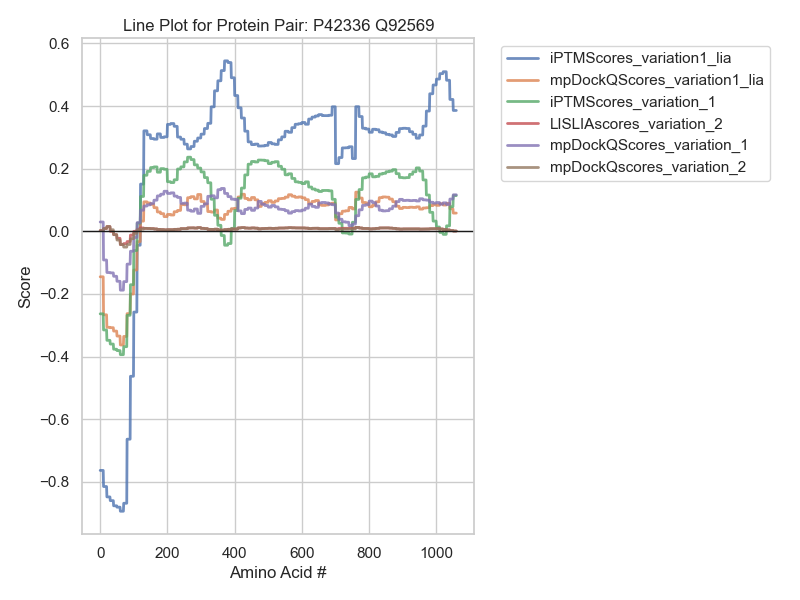 Line Plot for Protein Pair: P42336 Q92569
0.6
0.4
0.2
0.0
−0.2
−0.4
−0.6
−0.8
Score
0 200 400 600 800 1000
Amino Acid #
iPTMScores_variation1_lia
mpDockQScores_variation1_lia
iPTMScores_variation_1
LISLIAscores_variation_2
mpDockQScores_variation_1
mpDockQscores_variation_2